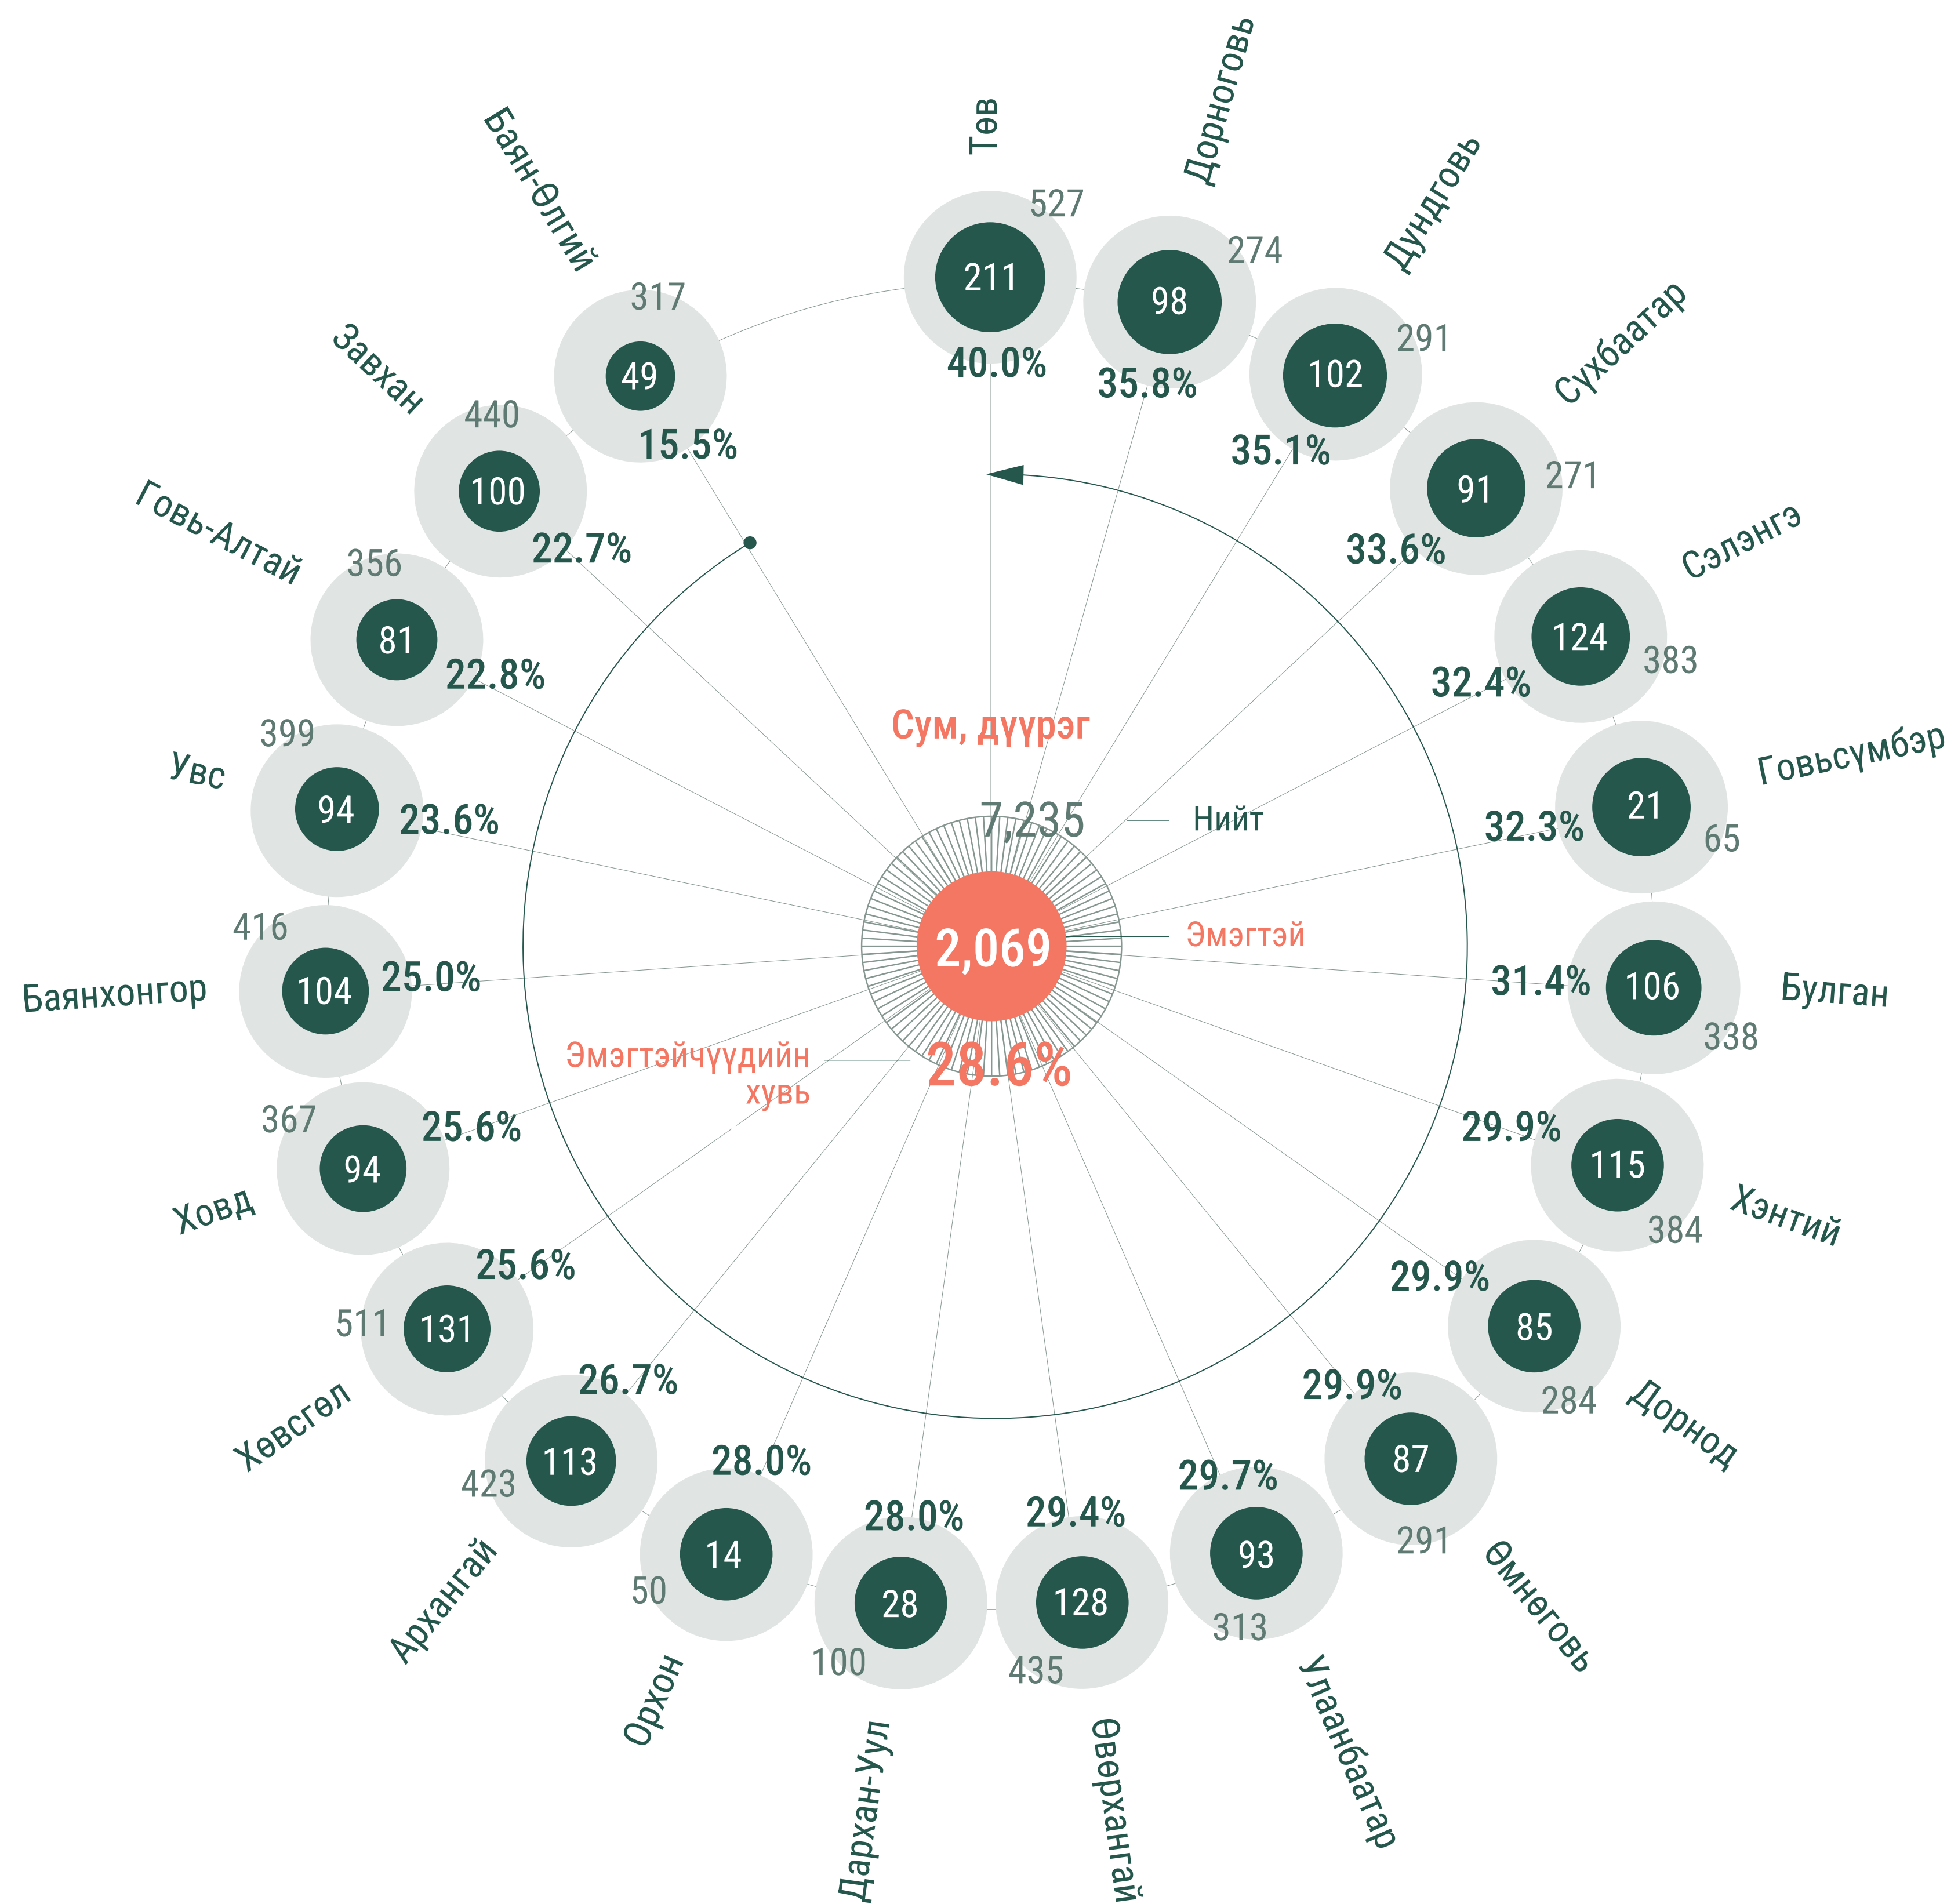 Төв
527
211
40.0%
Дорноговь
274
98
35.8%
Дундговь
291
102
35.1%
Сүхбаатар
271
91
33.6%
Сэлэнгэ
383
124
32.4%
Говьсүмбэр
65
21
32.3%
Булган
338
106
31.4%
Хэнтий
384
115
29.9%
Дорнод
284
85
29.9%
Өмнөговь
291
87
29.9%
Улаанбаатар
313
93
29.7%
Өвөрхангай
435
128
29.4%
Дархан-Уул
100
28
28.0%
Орхон
50
14
28.0%
Архангай
423
113
26.7%
Хөвсгөл
511
131
25.6%
Ховд
367
94
25.6%
Баянхонгор
416
104
25.0%
Увс
399
94
23.6%
Говь-Алтай
356
81
22.8%
Завхан
440
100
22.7%
Баян-Өлгий
317
49
15.5%
Сум, дүүрэг
7,235
Нийт
2,069
Эмэгтэй
28.6%
Эмэгтэйчүүдийн
хувь